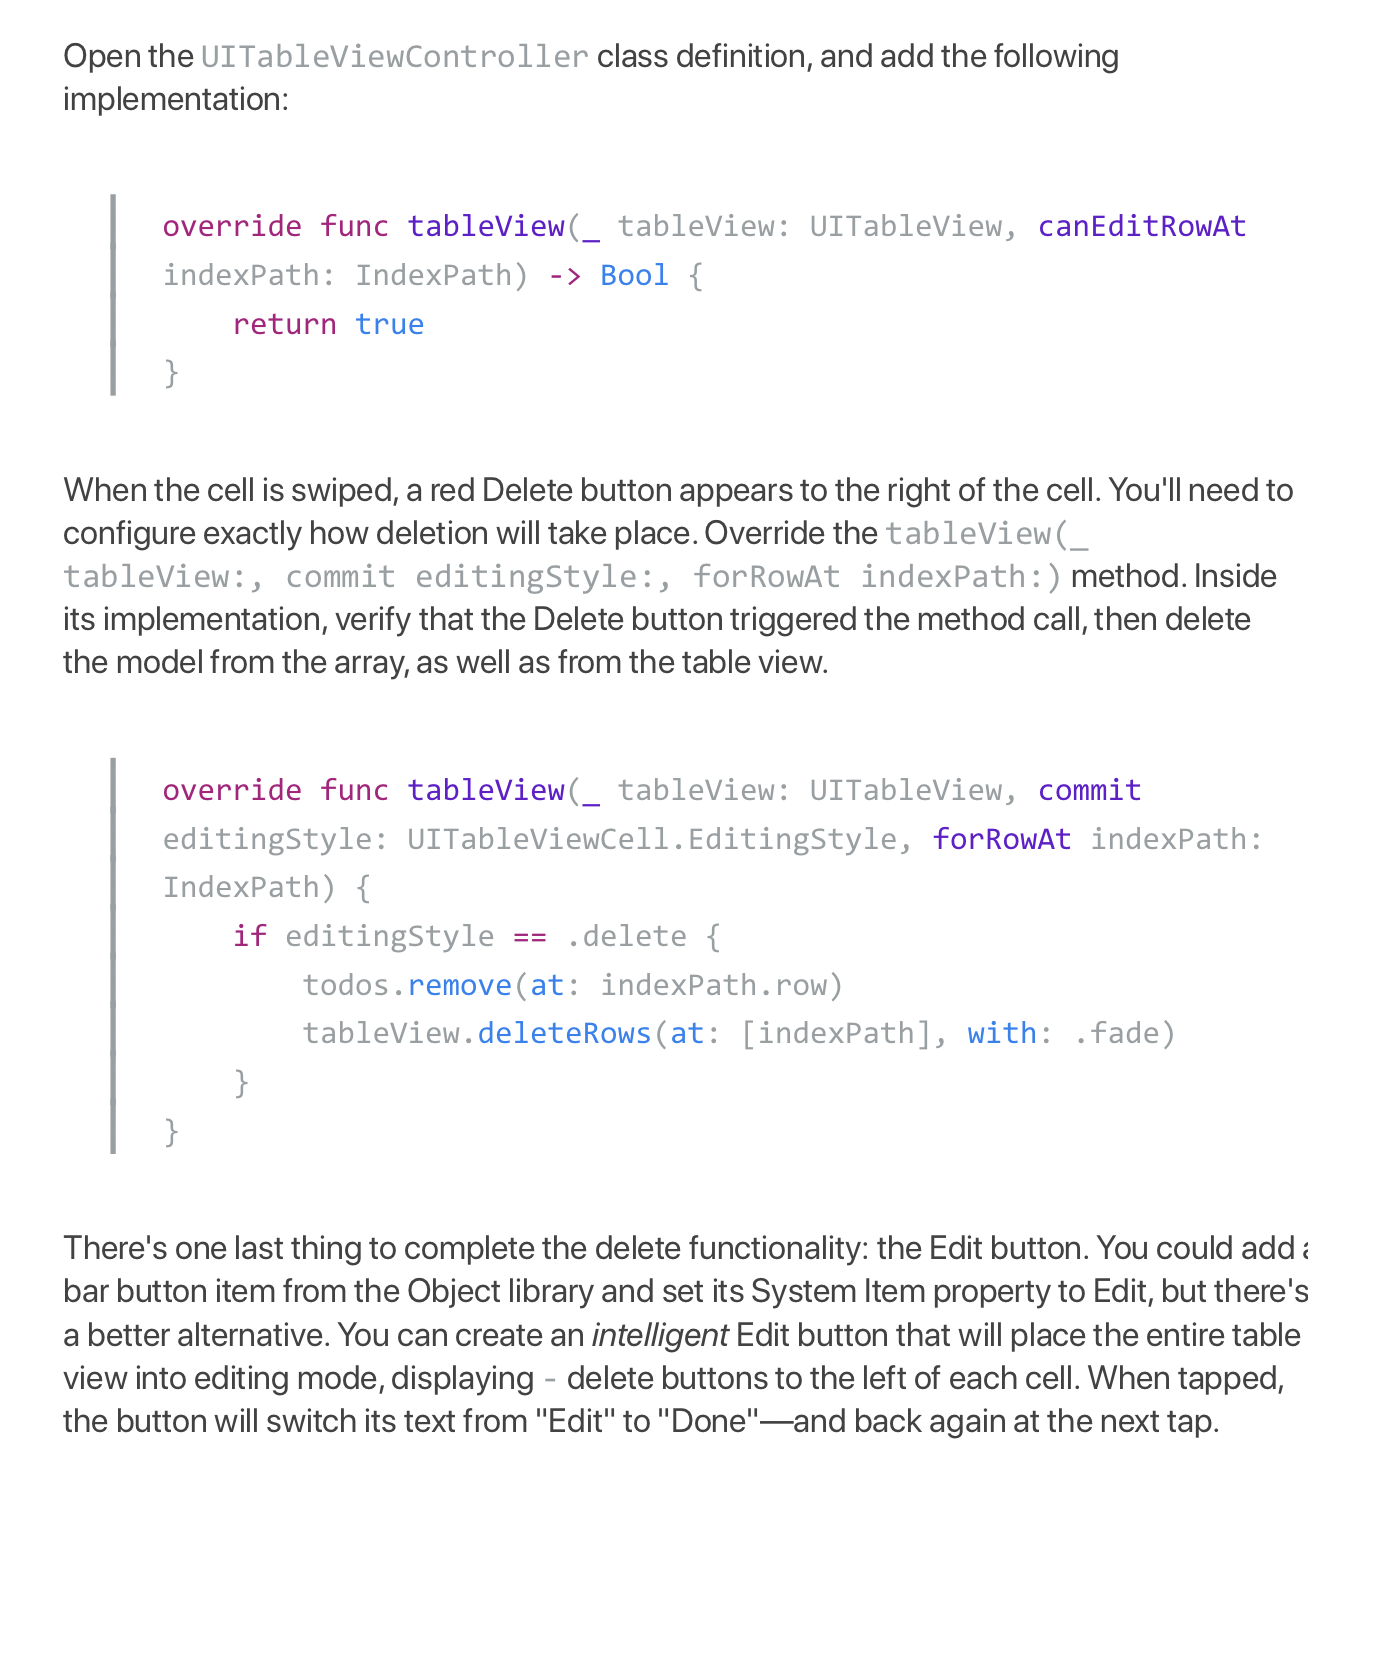 Open the UITableViewController class definition, and add the following
implementation:
override func tableView(_ tableView: UITableView, canEditRowAt
indexPath: IndexPath) -> Bool {
    return true
}
When the cell is swiped, a red Delete button appears to the right of the cell. You'll need to
configure exactly how deletion will take place. Override the tableView(_
tableView:, commit editingStyle:, forRowAt indexPath:) method. Inside
its implementation, verify that the Delete button triggered the method call, then delete
the model from the array, as well as from the table view.
override func tableView(_ tableView: UITableView, commit
editingStyle: UITableViewCell.EditingStyle, forRowAt indexPath:
IndexPath) {
    if editingStyle == .delete {
        todos.remove(at: indexPath.row)
        tableView.deleteRows(at: [indexPath], with: .fade)
    }
}
There's one last thing to complete the delete functionality: the Edit button. You could add a
bar button item from the Object library and set its System Item property to Edit, but there's
a better alternative. You can create an intelligent Edit button that will place the entire table
view into editing mode, displaying - delete buttons to the left of each cell. When tapped,
the button will switch its text from "Edit" to "Done"—and back again at the next tap.